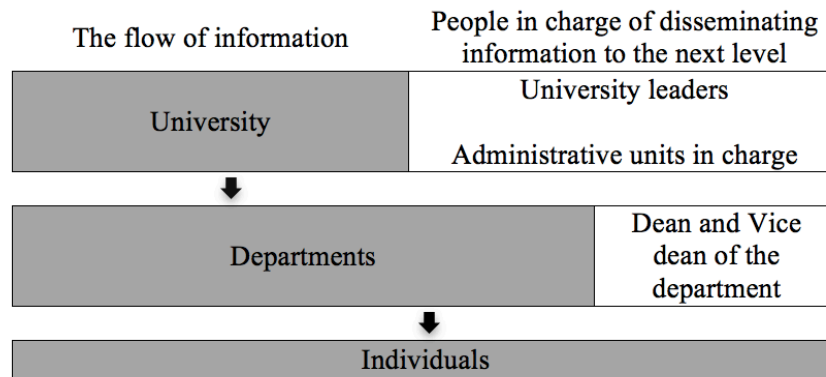 The flow of information
People in charge of disseminating
information to the next level
University
University leaders
Administrative units in charge
Departments
Dean and Vice
dean of the
department
Individuals